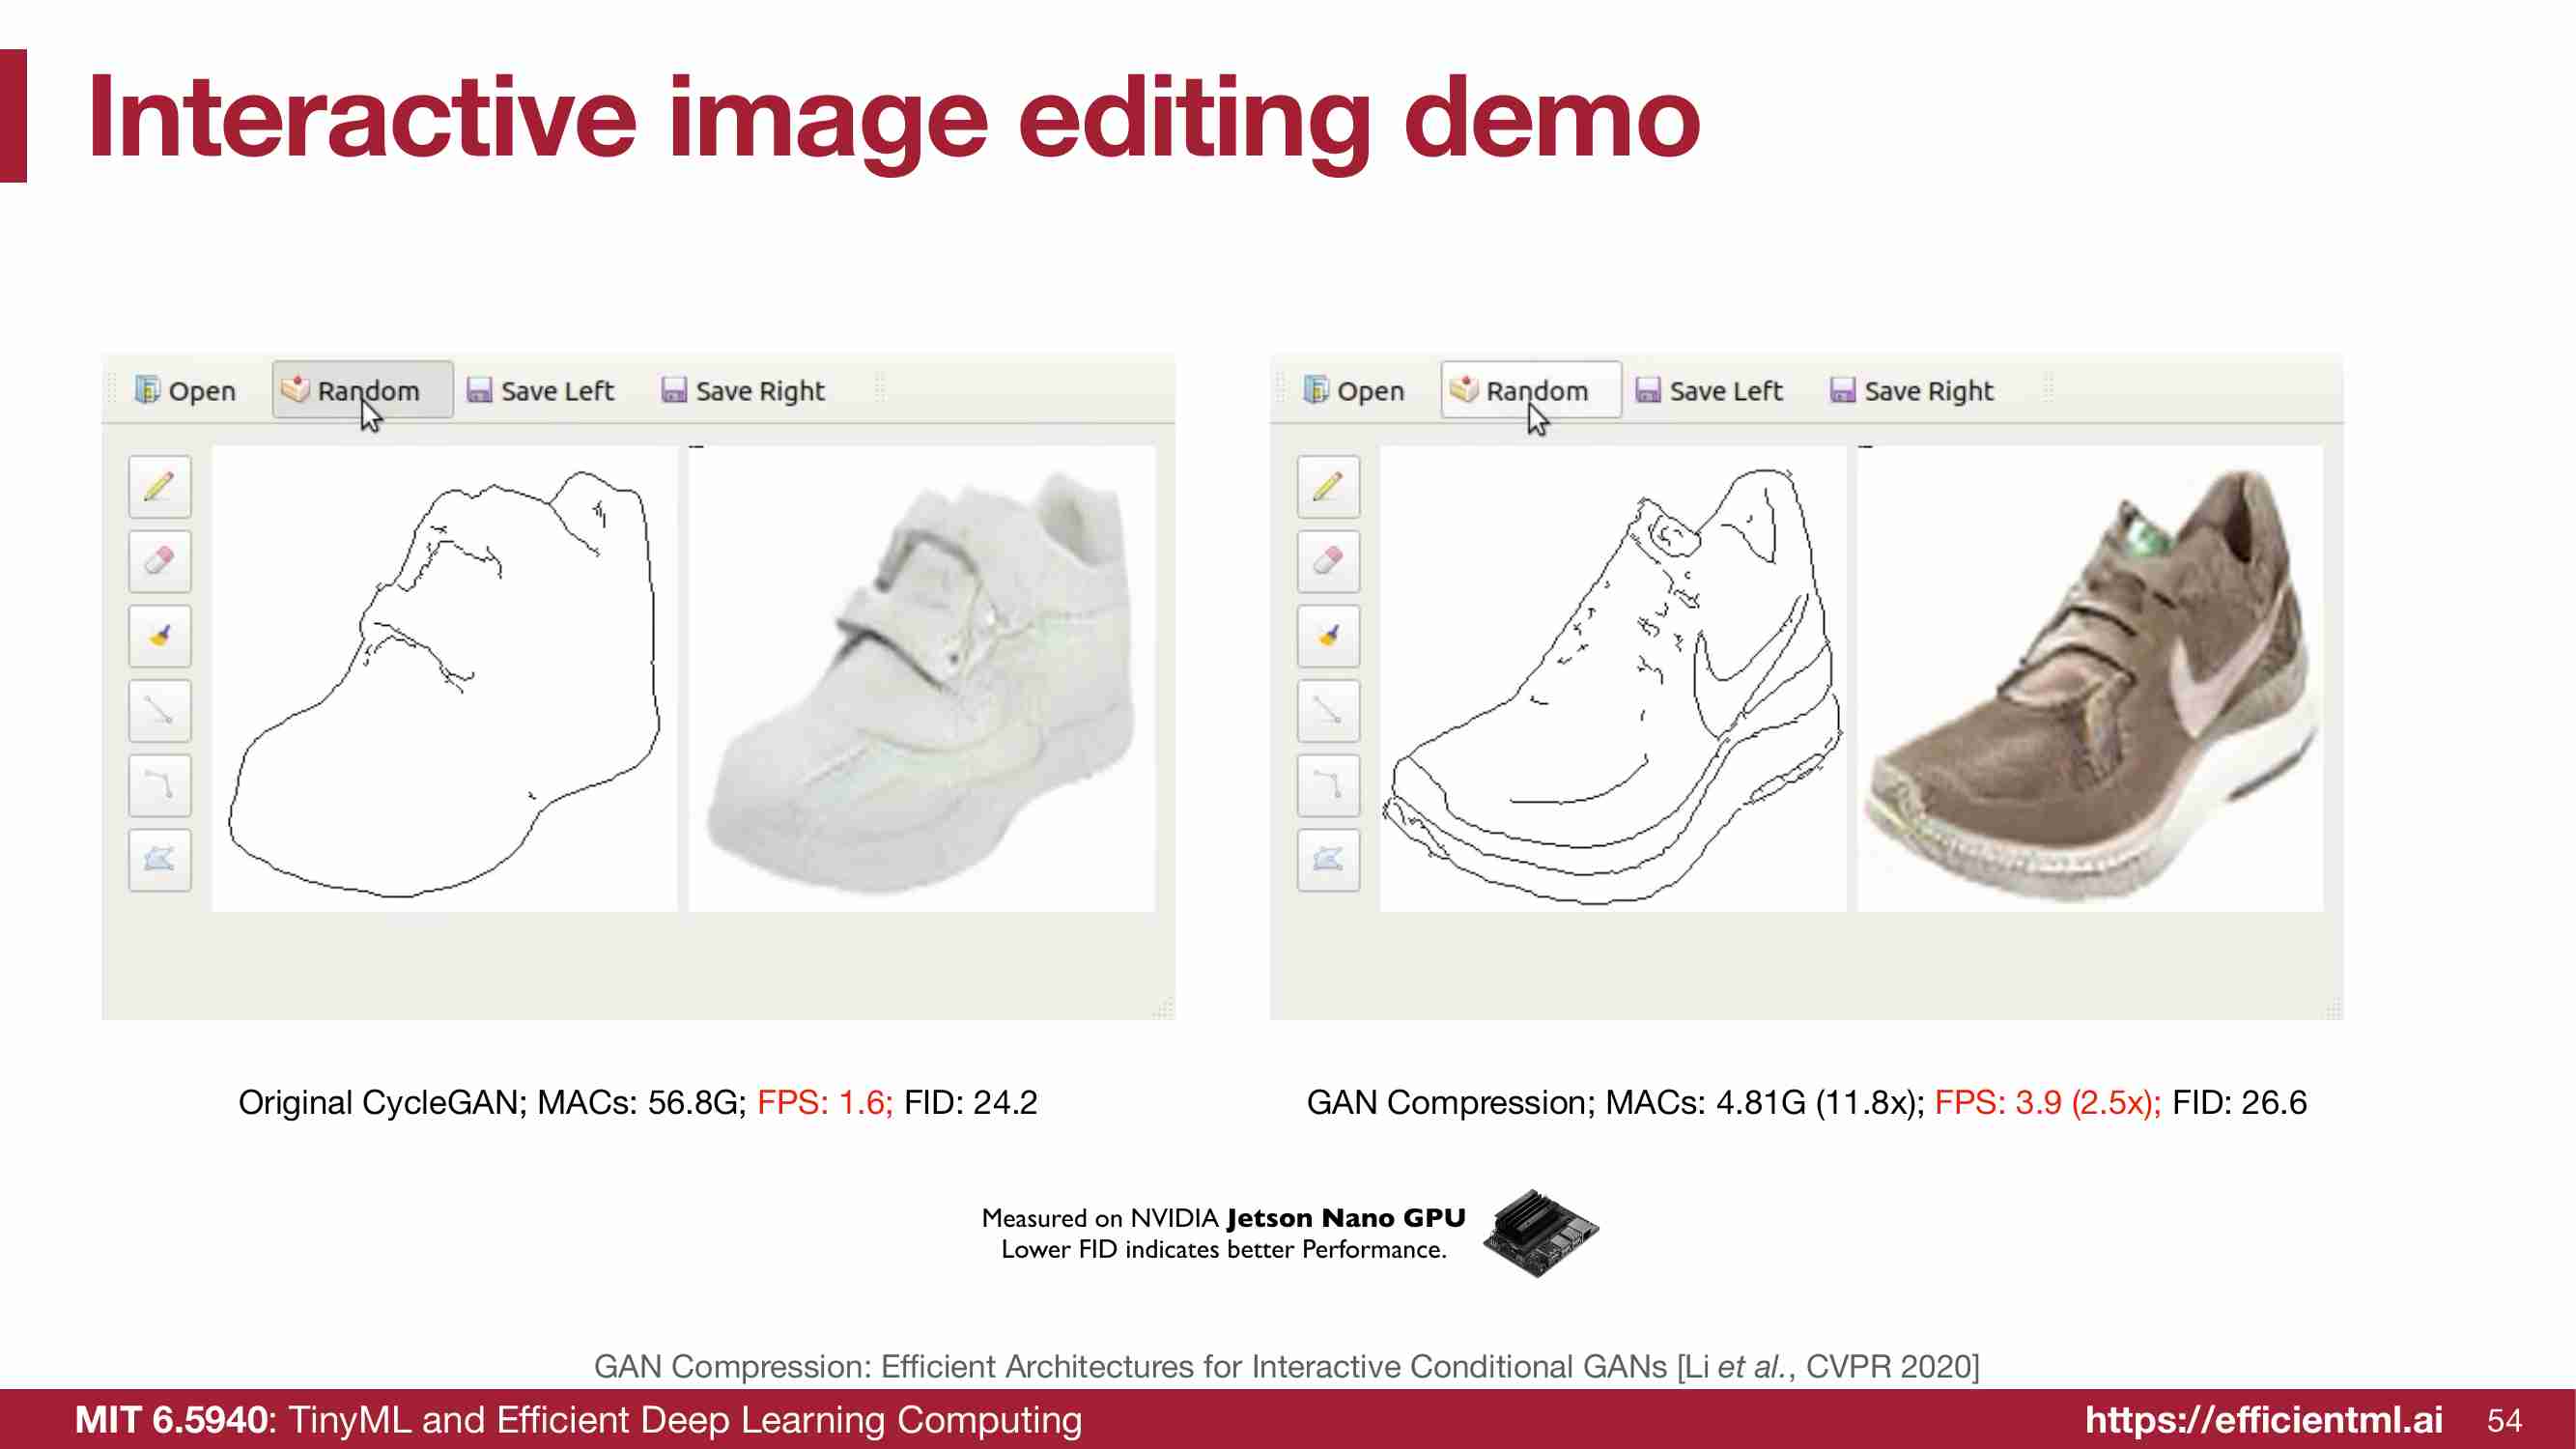 Interactive image editing demo
Open Random Save Left Save Right
Open Random Save Left Save Right
Original CycleGAN; MACs: 56.8G; FPS: 1.6; FID: 24.2
GAN Compression; MACs: 4.81G (11.8x); FPS: 3.9 (2.5x); FID: 26.6
Measured on NVIDIA Jetson Nano GPU
Lower FID indicates better Performance.
GAN Compression: Efficient Architectures for Interactive Conditional GANs [Li et al., CVPR 2020]
MIT 6.5940: TinyML and Efficient Deep Learning Computing
https://efficientml.ai 54